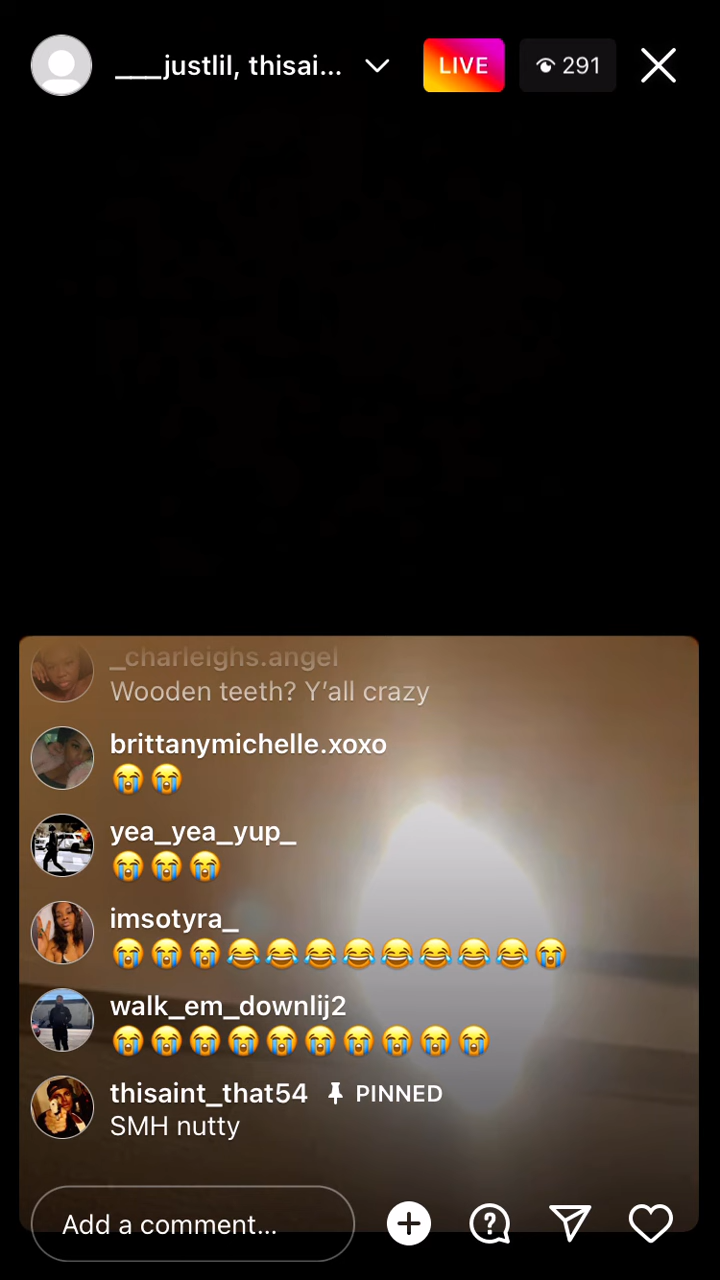 ___justlil, thisai...
LIVE
291
_charleighs.angel
Wooden teeth? Y’all crazy
brittanymichelle.xoxo
😭😭
yea_yea_yup_
😭😭😭
imsotyra_
😭😭😭😂😂😂😂😂😂😂😂😭
walk_em_downlij2
😭😭😭😭😭😭😭😭😭😭
thisaint_that54 PINNED
SMH nutty
Add a comment...